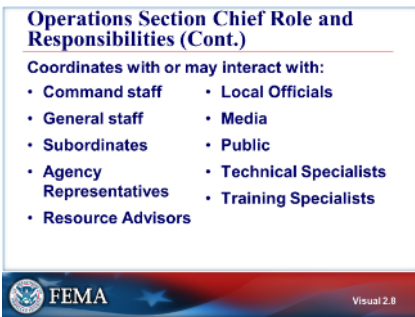 Operations Section Chief Role and
Responsibilities (Cont.)
Coordinates with or may interact with:
• Command staff
• General staff
• Subordinates
• Agency
Representatives
• Resource Advisors
• Local Officials
• Media
• Public
• Technical Specialists
• Training Specialists
FEMA
Visual 2.8